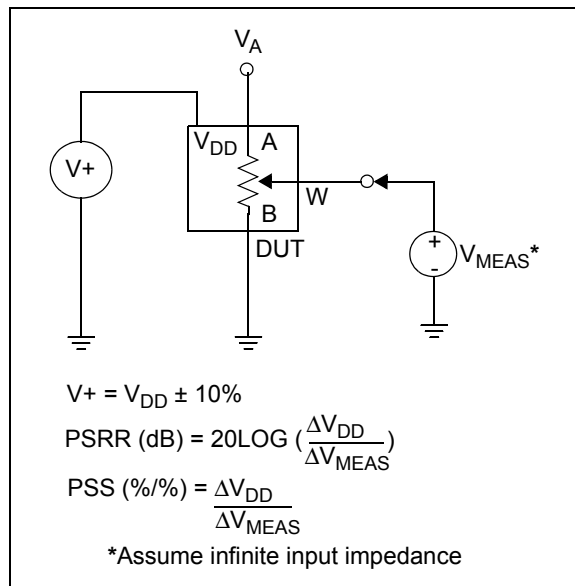 V_A
V_DD A
V+
W
B
DUT
+
-
V_MEAS*
V+ = V_DD ± 10%
PSRR (dB) = 20LOG (ΔV_DD/ΔV_MEAS)
PSS (%/%) = ΔV_DD/ΔV_MEAS
*Assume infinite input impedance